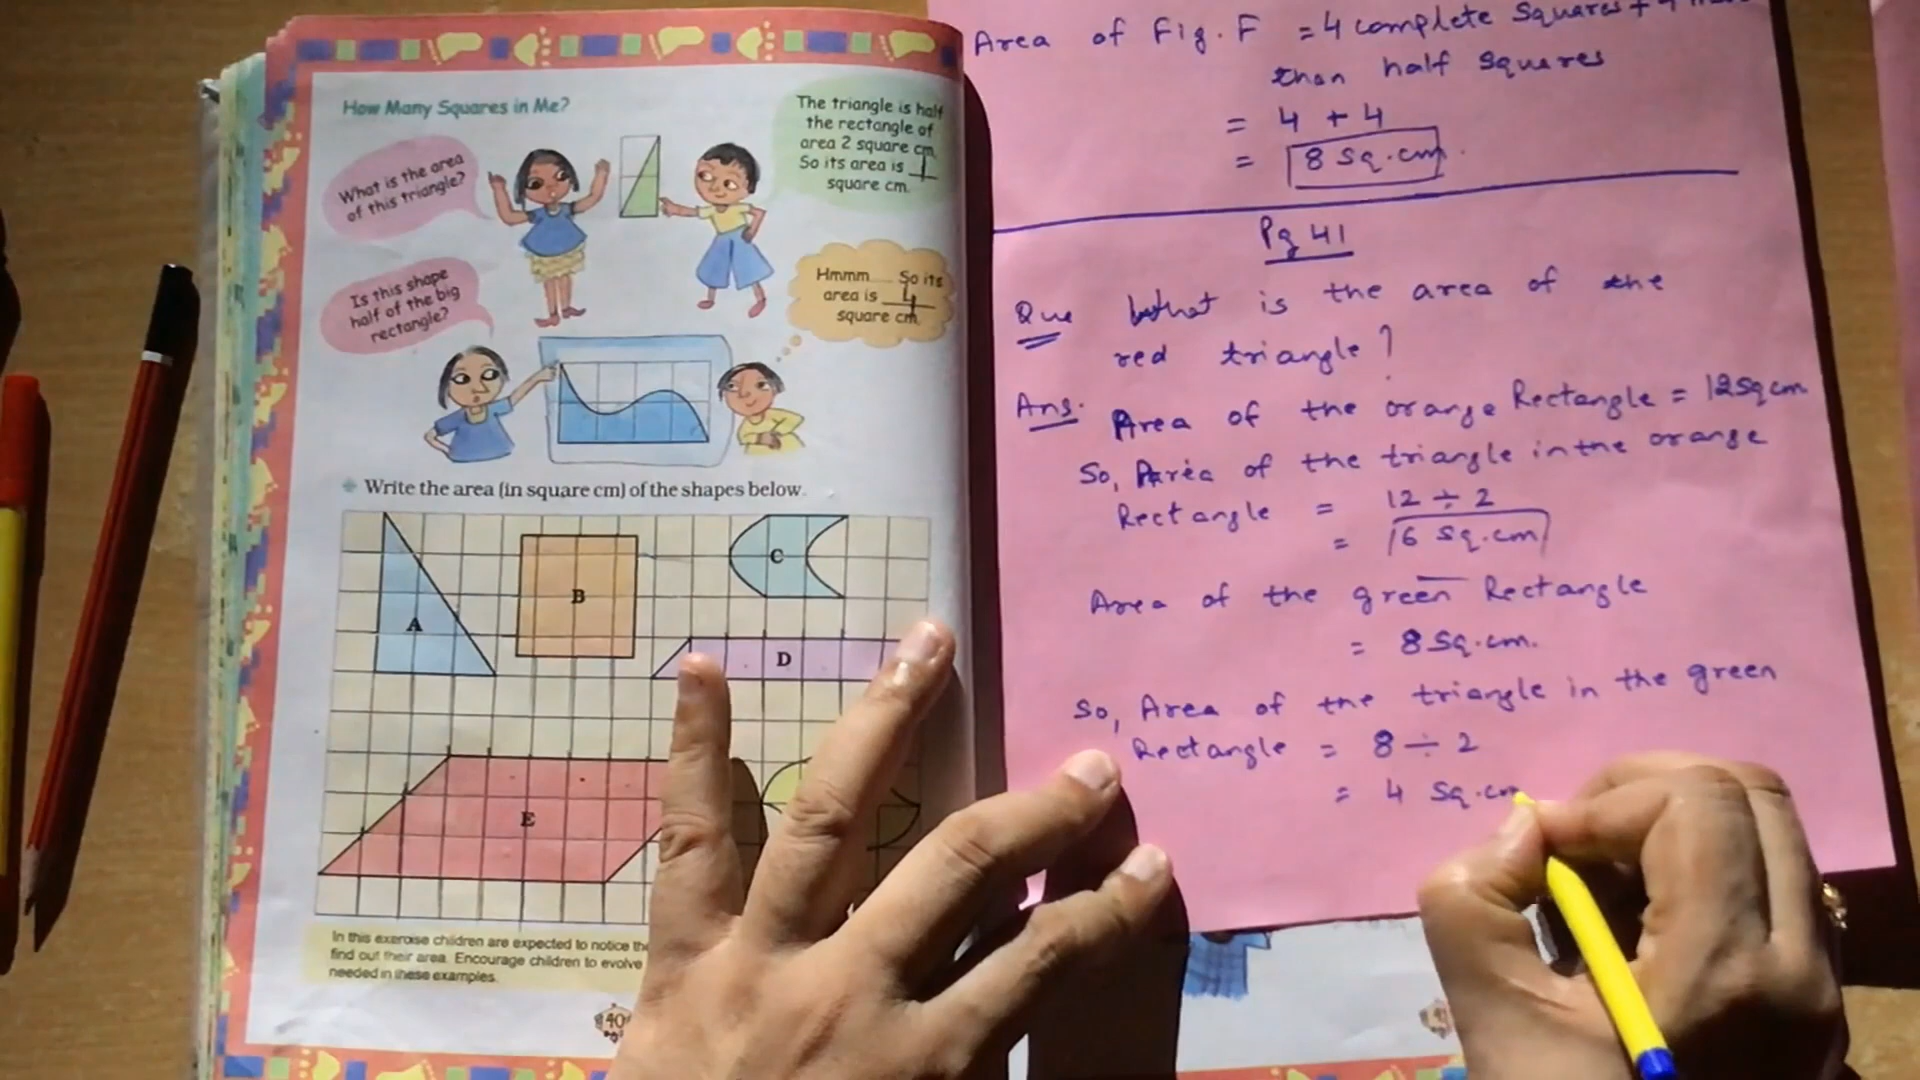 How Many Squares in Me?
What is the area
of this triangle?
The triangle is half
the rectangle of
area 2 square cm.
So its area is 1
square cm.
Is this shape
half of the big
rectangle?
Hmmm So its
area is 4
square cm.
Write the area (in square cm) of the shapes below.
A
B
C
D
E
In this exercise children are expected to notice
find out their area. Encourage children to evolve
needed in these examples.
40
Area of Fig. F = 4 complete Squares +
than half squares
= 4 + 4
= 8 sq.cm.
Pg 41
Que What is the area of the
red triangle?
Ans. Area of the orange Rectangle = 12sqcm
So, Area of the triangle in the orange
Rectangle = 12 ÷ 2
= 6 sq.cm
Area of the green Rectangle
= 8 Sq.cm.
So, Area of the triangle in the green
Rectangle = 8 ÷ 2
= 4 Sq.cm